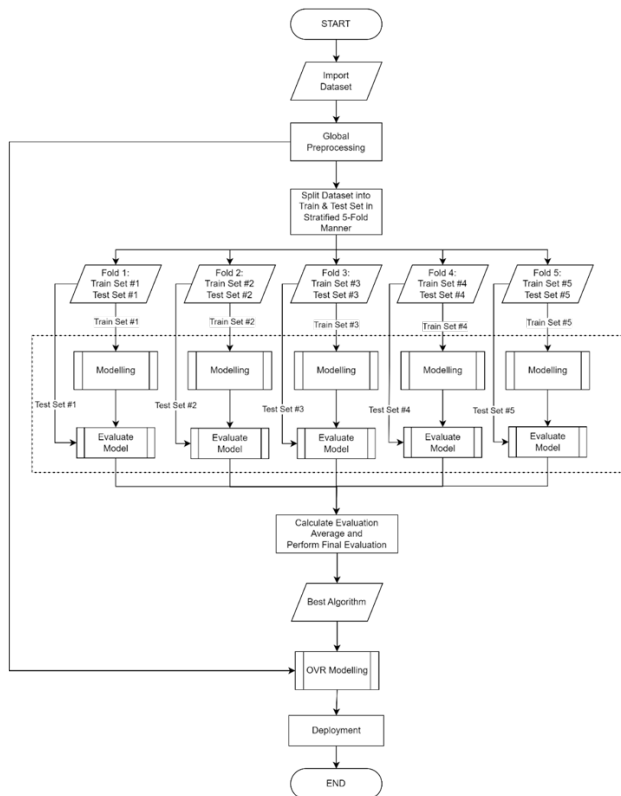 START
Import
Dataset
Global
Preprocessing
Split Dataset into
Train & Test Set in
Stratified 5-Fold
Manner
Fold 1:
Train Set #1
Test Set #1
Fold 2:
Train Set #2
Test Set #2
Fold 3:
Train Set #3
Test Set #3
Fold 4:
Train Set #4
Test Set #4
Fold 5:
Train Set #5
Test Set #5
Train Set #1
Train Set #2
Train Set #3
Train Set #4
Train Set #5
Modelling
Modelling
Modelling
Modelling
Modelling
Test Set #1
Test Set #2
Test Set #3
Test Set #4
Test Set #5
Evaluate
Model
Evaluate
Model
Evaluate
Model
Evaluate
Model
Evaluate
Model
Calculate Evaluation
Average and
Perform Final Evaluation
Best Algorithm
OVR Modelling
Deployment
END